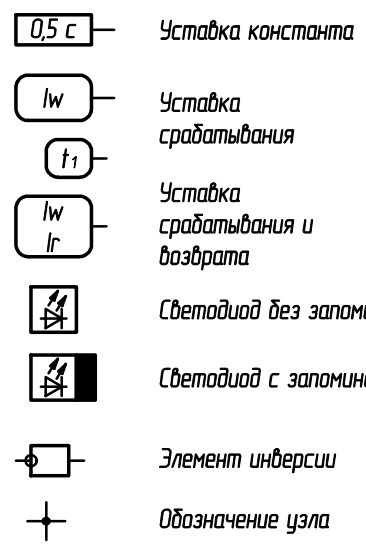 0,5 с Уставка константа
Iw Уставка
срабатывания
t1
Уставка
Iw срабатывания и
Ir возврата
Светодиод без
Светодиод с
Элемент инверсии
Обозначение узла